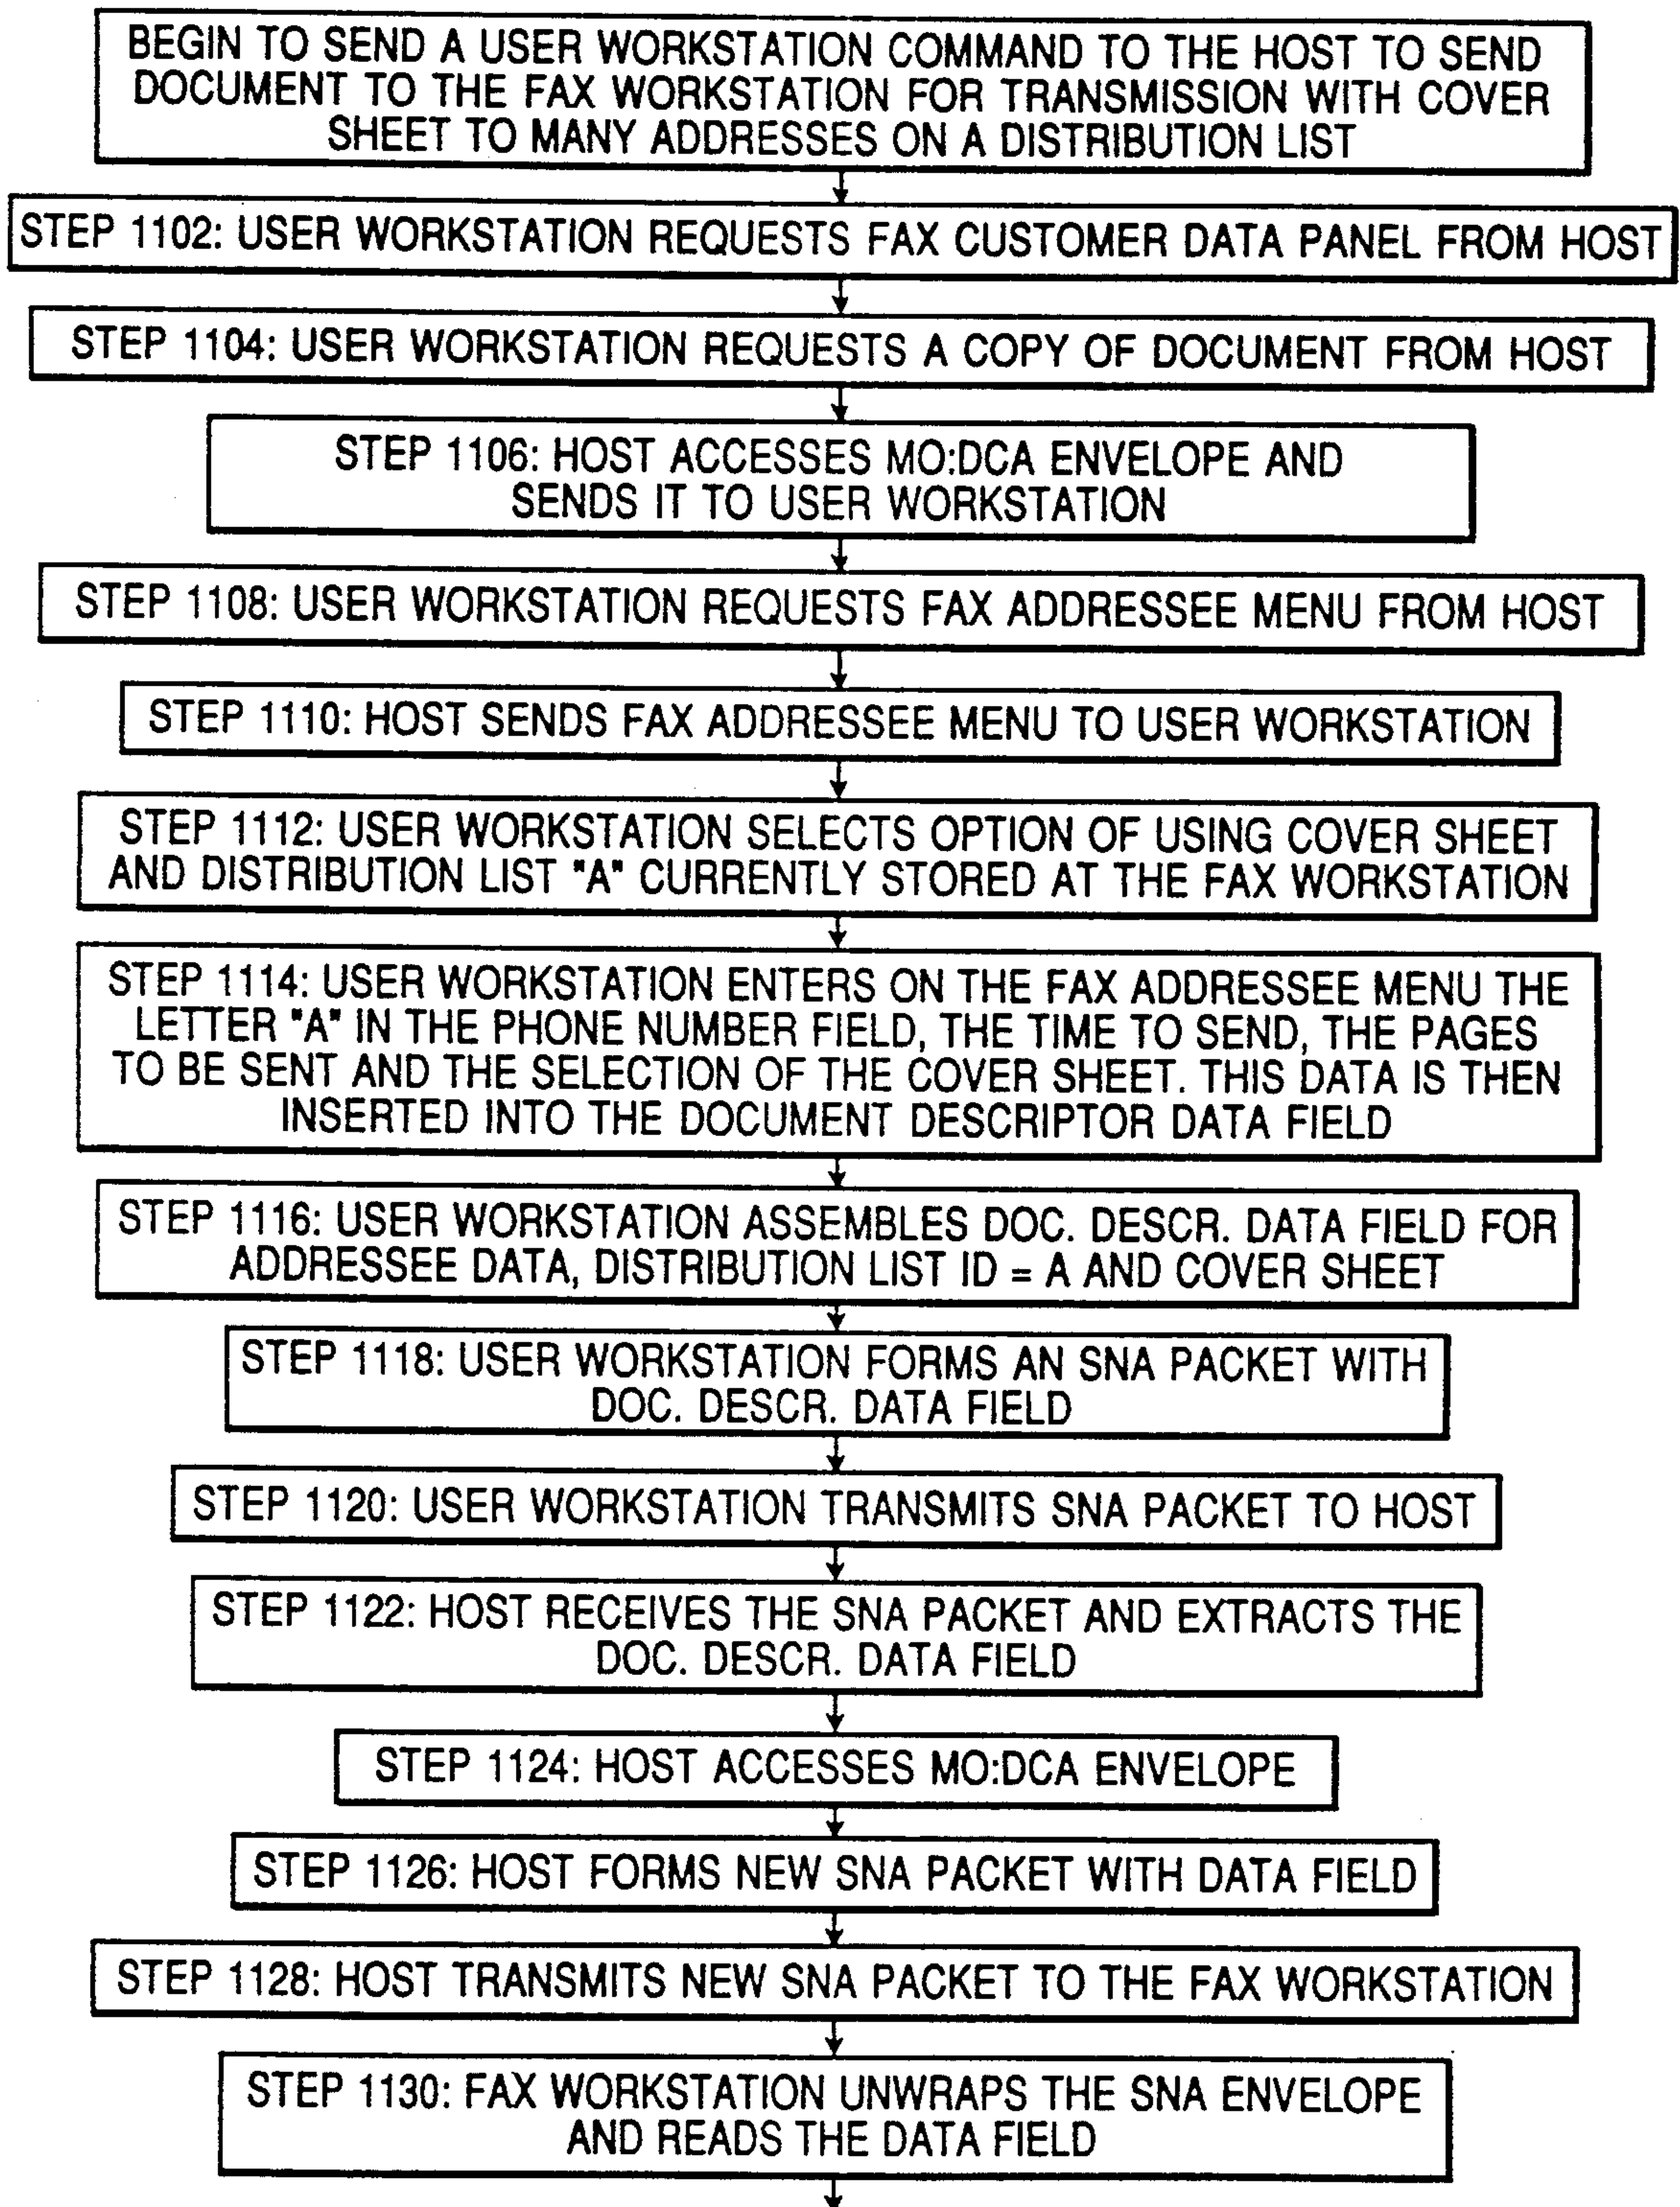 BEGIN TO SEND A USER WORKSTATION COMMAND TO THE HOST TO SEND
DOCUMENT TO THE FAX WORKSTATION FOR TRANSMISSION WITH COVER
SHEET TO MANY ADDRESSES ON A DISTRIBUTION LIST
STEP 1102: USER WORKSTATION REQUESTS FAX CUSTOMER DATA PANEL FROM HOST
STEP 1104: USER WORKSTATION REQUESTS A COPY OF DOCUMENT FROM HOST
STEP 1106: HOST ACCESSES MO:DCA ENVELOPE AND
SENDS IT TO USER WORKSTATION
STEP 1108: USER WORKSTATION REQUESTS FAX ADDRESSEE MENU FROM HOST
STEP 1110: HOST SENDS FAX ADDRESSEE MENU TO USER WORKSTATION
STEP 1112: USER WORKSTATION SELECTS OPTION OF USING COVER SHEET
AND DISTRIBUTION LIST "A" CURRENTLY STORED AT THE FAX WORKSTATION
STEP 1114: USER WORKSTATION ENTERS ON THE FAX ADDRESSEE MENU THE
LETTER "A" IN THE PHONE NUMBER FIELD, THE TIME TO SEND, THE PAGES
TO BE SENT AND THE SELECTION OF THE COVER SHEET. THIS DATA IS THEN
INSERTED INTO THE DOCUMENT DESCRIPTOR DATA FIELD
STEP 1116: USER WORKSTATION ASSEMBLES DOC. DESCR. DATA FIELD FOR
ADDRESSEE DATA, DISTRIBUTION LIST ID = A AND COVER SHEET
STEP 1118: USER WORKSTATION FORMS AN SNA PACKET WITH
DOC. DESCR. DATA FIELD
STEP 1120: USER WORKSTATION TRANSMITS SNA PACKET TO HOST
STEP 1122: HOST RECEIVES THE SNA PACKET AND EXTRACTS THE
DOC. DESCR. DATA FIELD
STEP 1124: HOST ACCESSES MO:DCA ENVELOPE
STEP 1126: HOST FORMS NEW SNA PACKET WITH DATA FIELD
STEP 1128: HOST TRANSMITS NEW SNA PACKET TO THE FAX WORKSTATION
STEP 1130: FAX WORKSTATION UNWRAPS THE SNA ENVELOPE
AND READS THE DATA FIELD